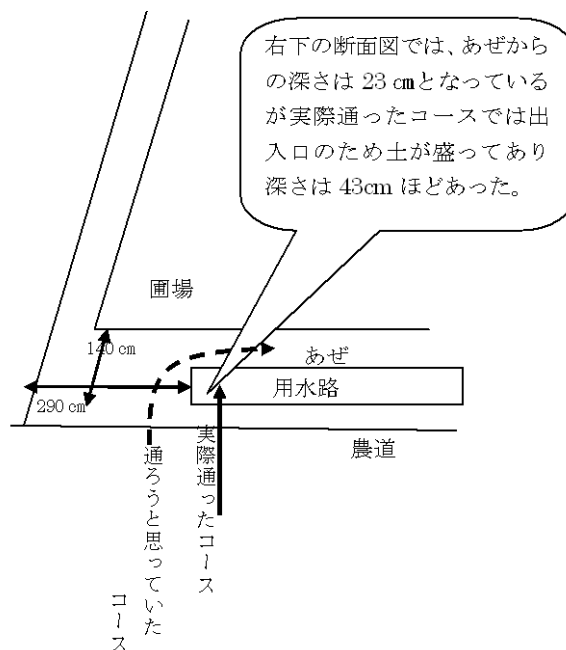 右下の断面図では、あぜから
の深さは 23 ㎝となっている
が実際通ったコースでは出
入口のため土が盛ってあり
深さは 43cm ほどあった。
圃場
140 ㎝
あぜ
290 ㎝
用水路
農道
実際通ったコース
通ろうと思っていた
コース